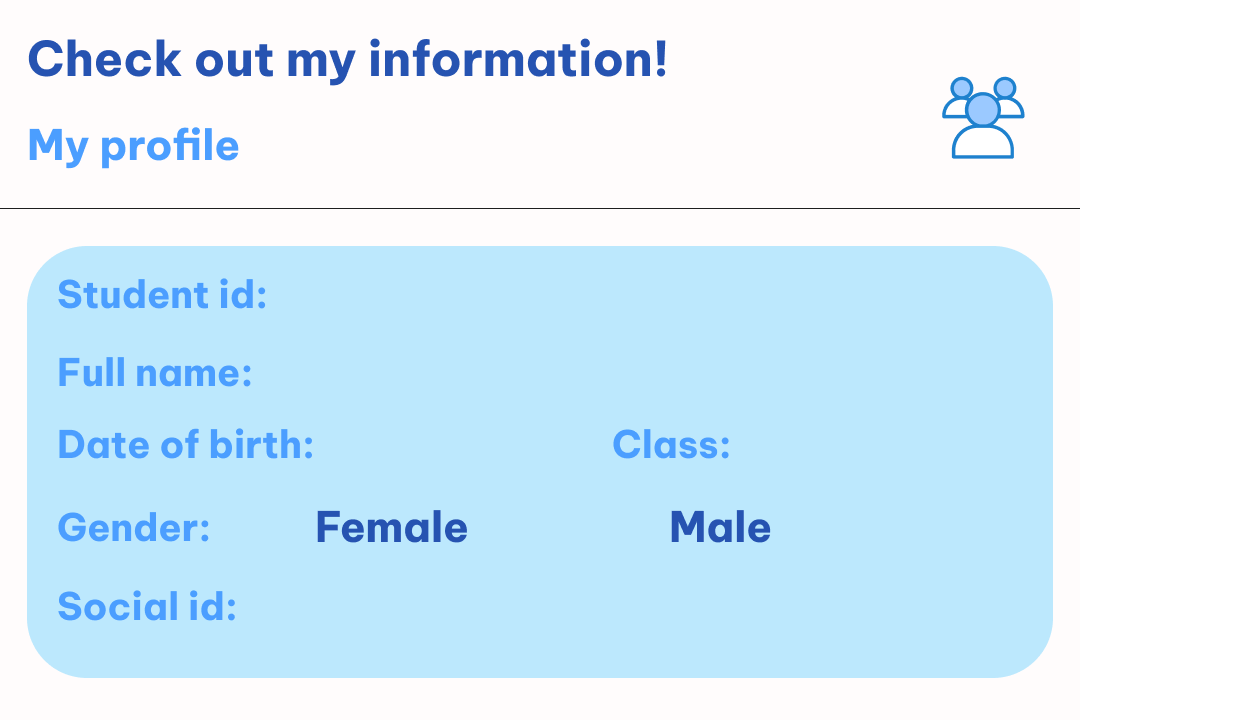 Check out my information!
My profile
Student id:
Full name:
Date of birth: Class:
Gender: Female Male
Social id: